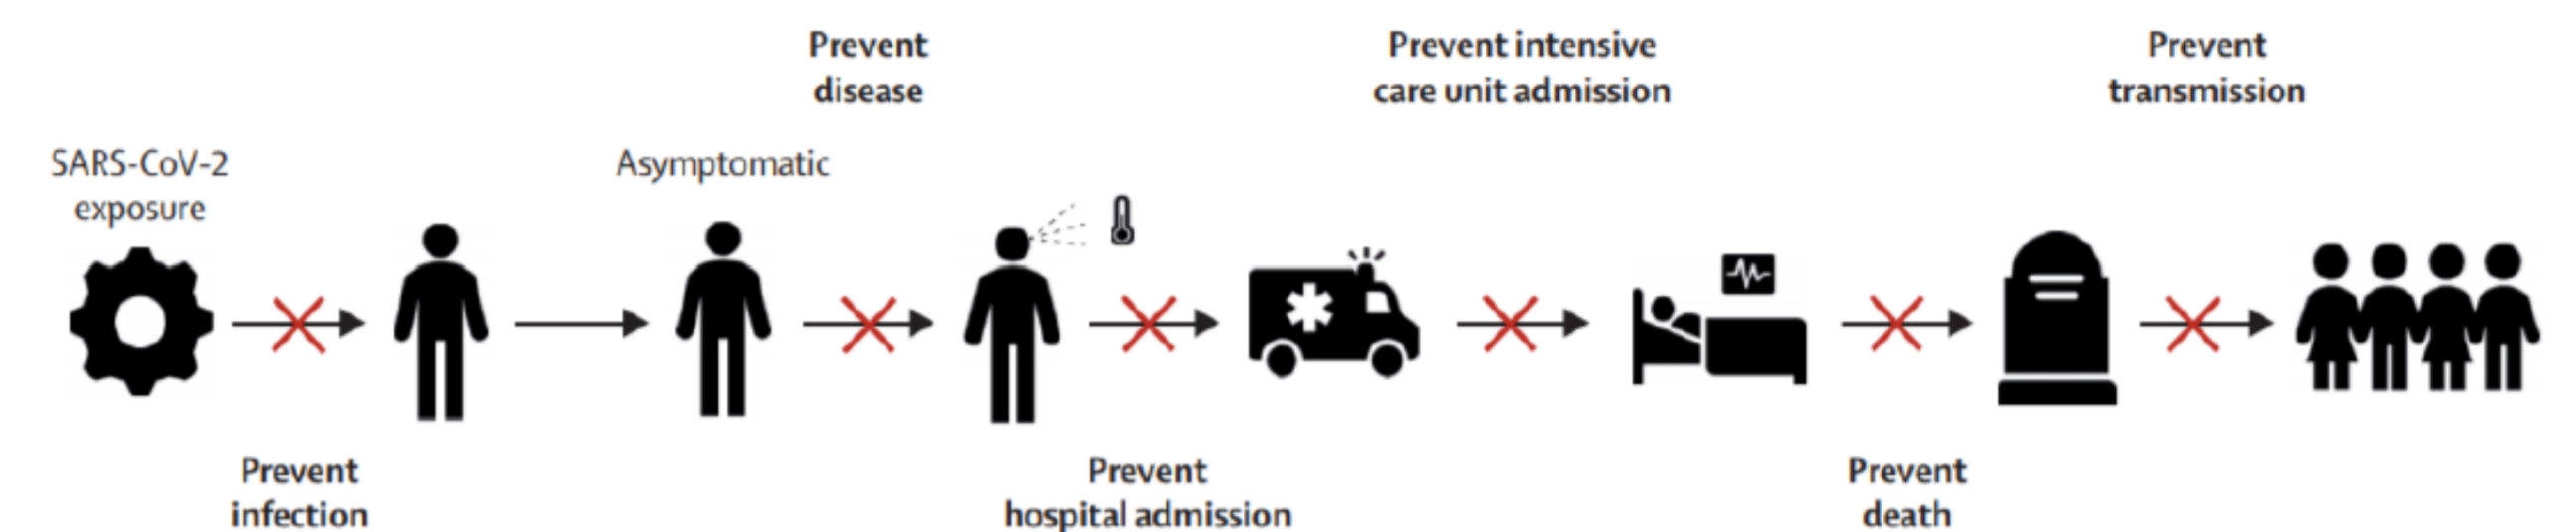 Prevent
disease
Prevent intensive
care unit admission
Prevent
transmission
SARS-CoV-2
exposure
Asymptomatic
Prevent
infection
Prevent
hospital admission
Prevent
death